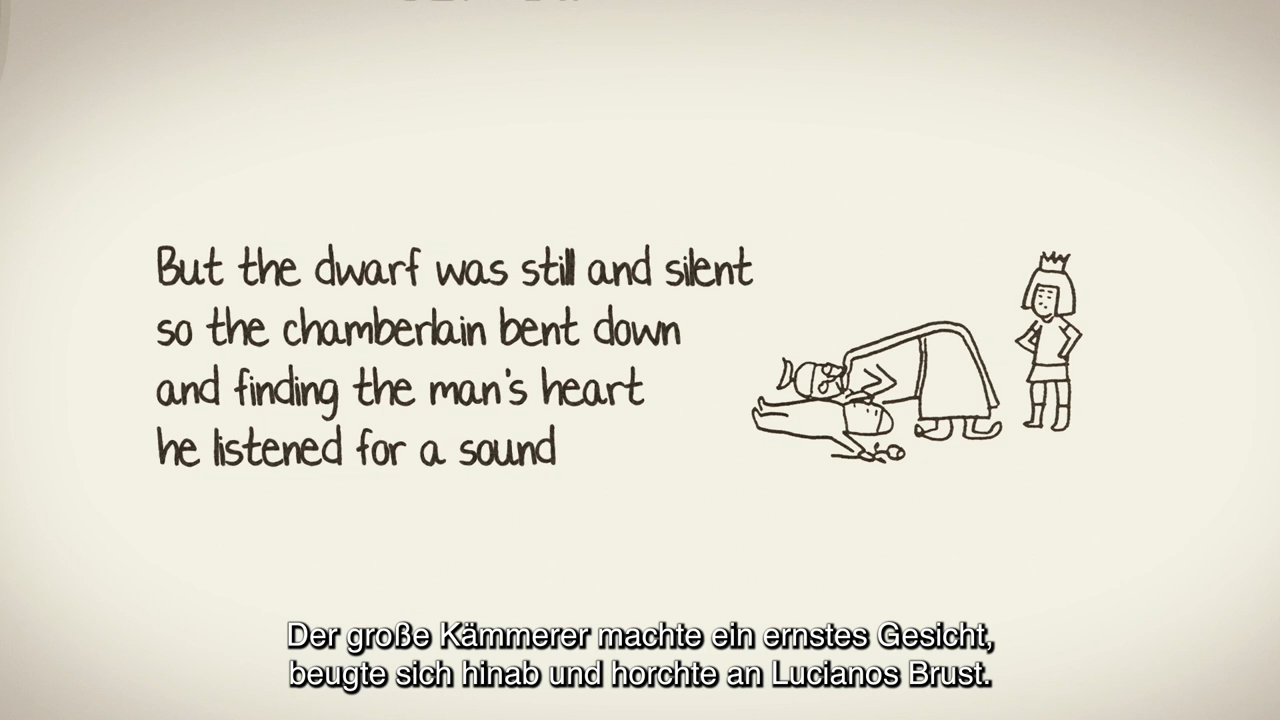 But the dwarf was still and silent
so the chamberlain bent down
and finding the man's heart
he listened for a sound
Der große Kämmerer machte ein ernstes Gesicht,
beugte sich hinab und horchte an Lucianos Brust.